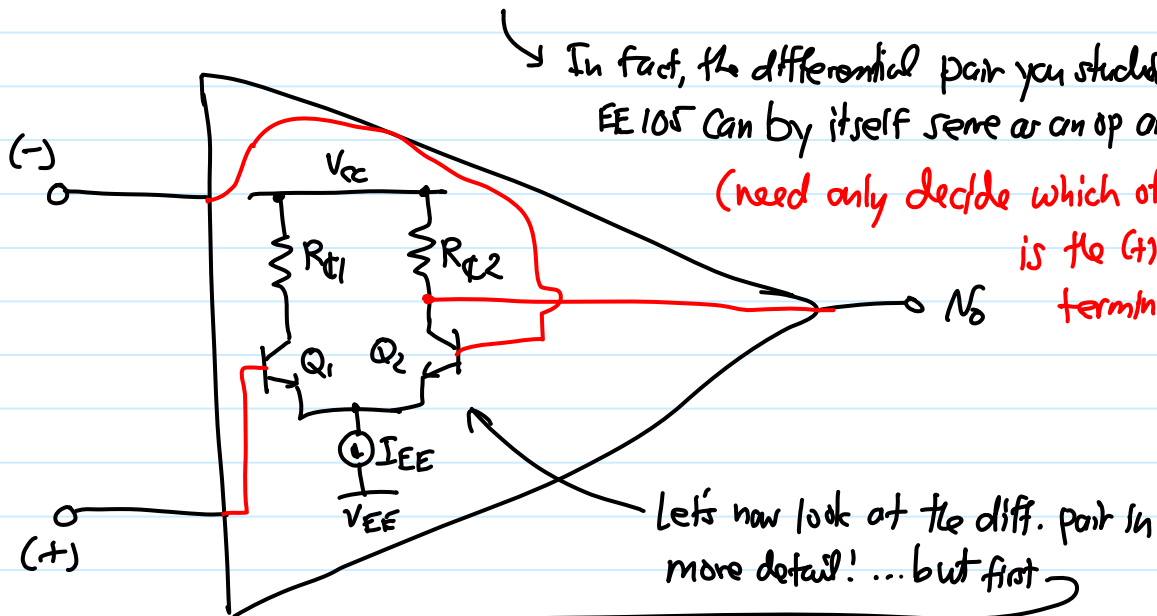 In fact, the differential pair you
EE105 can by itself serve as an op
(need only decide which
is the (+)
(-)
VCC
RC1
RC2
Q1
Q2
No
IEE
VEE
(+)
Let's now look at the diff. pair in
more detail! ... but first